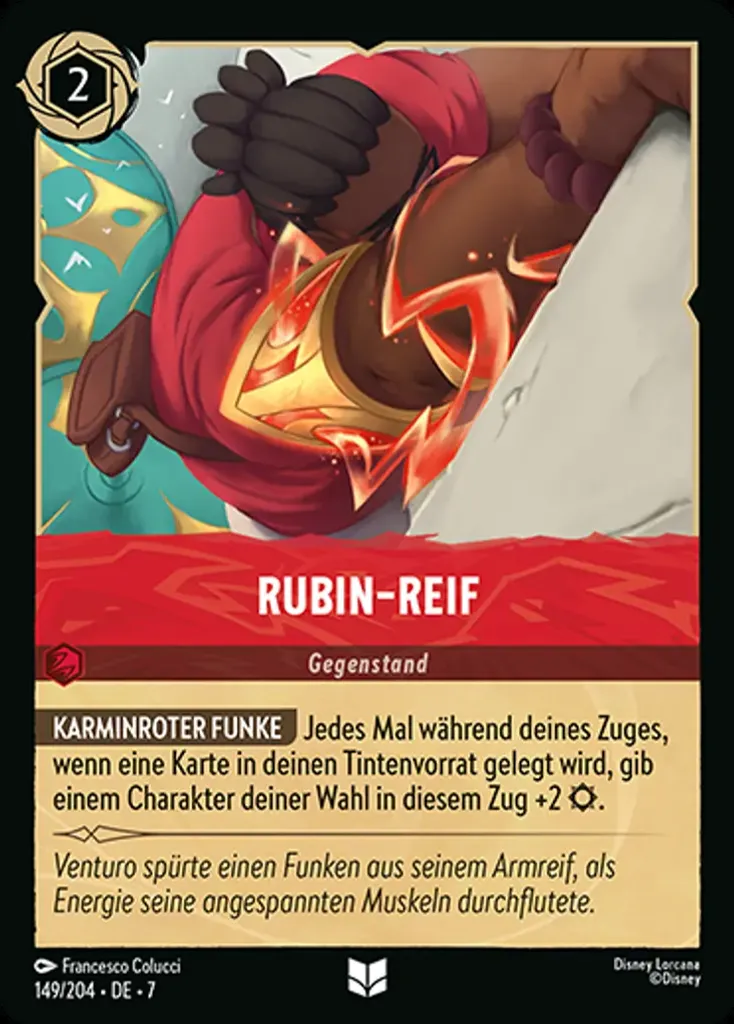 2
RUBIN-REIF
Gegenstand
KARMINROTER FUNKE Jedes Mal während deines Zuges,
wenn eine Karte in deinen Tintenvorrat gelegt wird, gib
einem Charakter deiner Wahl in diesem Zug +2 .
Venturo spürte einen Funken aus seinem Armreif, als
Energie seine angespannten Muskeln durchflutete.
Francesco Colucci
Disney Lorcana
149/204 • DE • 7
©Disney